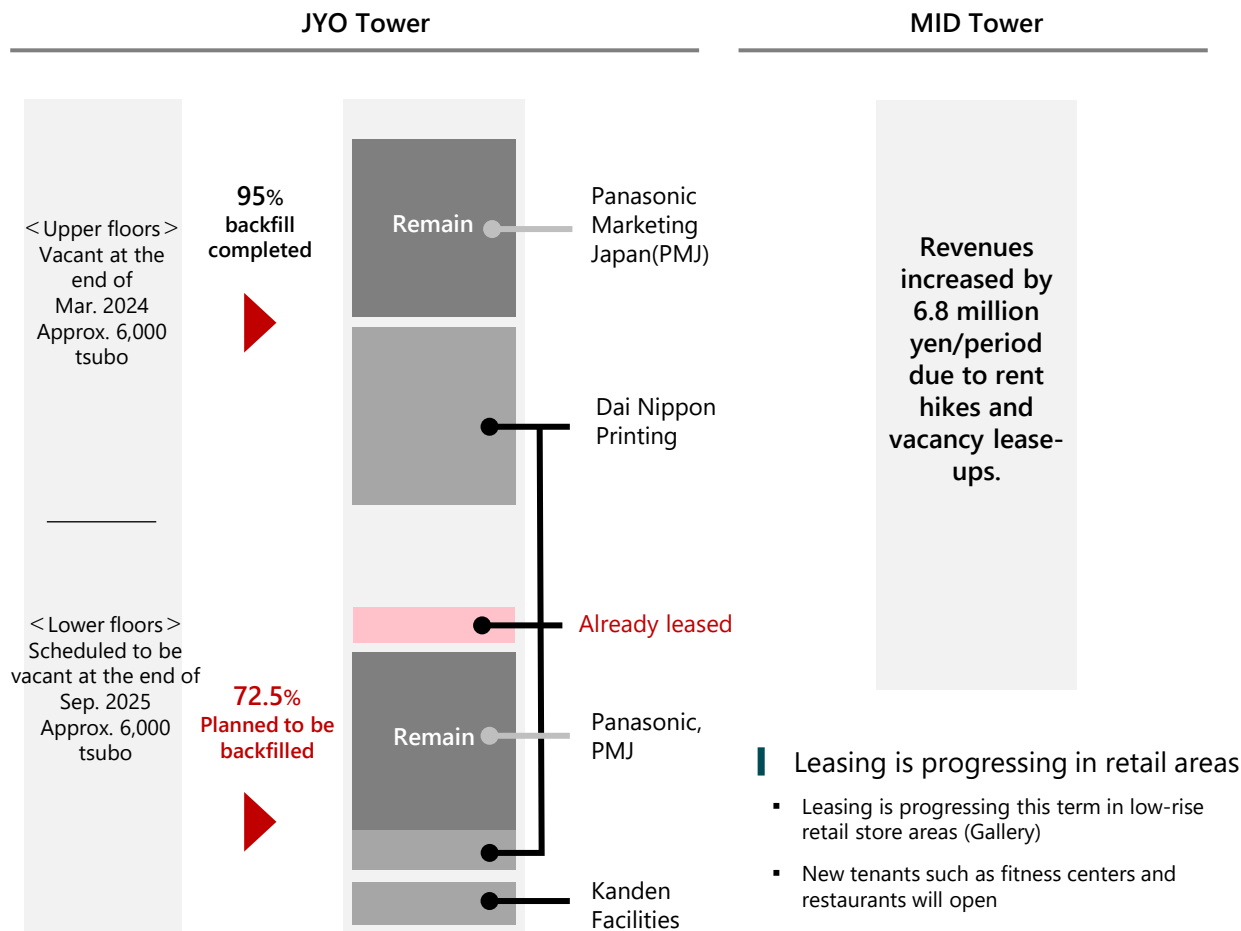 JYO Tower
MID Tower
＜Upper floors＞
Vacant at the
end of
Mar. 2024
Approx. 6,000
tsubo
95%
backfill
completed
Remain
Panasonic
Marketing
Japan(PMJ)
Dai Nippon
Printing
Already leased
＜Lower floors＞
Scheduled to be
vacant at the end of
Sep. 2025
Approx. 6,000
tsubo
72.5%
Planned to be
backfilled
Remain
Panasonic,
PMJ
Kanden
Facilities
Revenues
increased by
6.8 million
yen/period
due to rent
hikes and
vacancy lease-
ups.
Leasing is progressing in retail areas
▪ Leasing is progressing this term in low-rise
retail store areas (Gallery)
▪ New tenants such as fitness centers and
restaurants will open